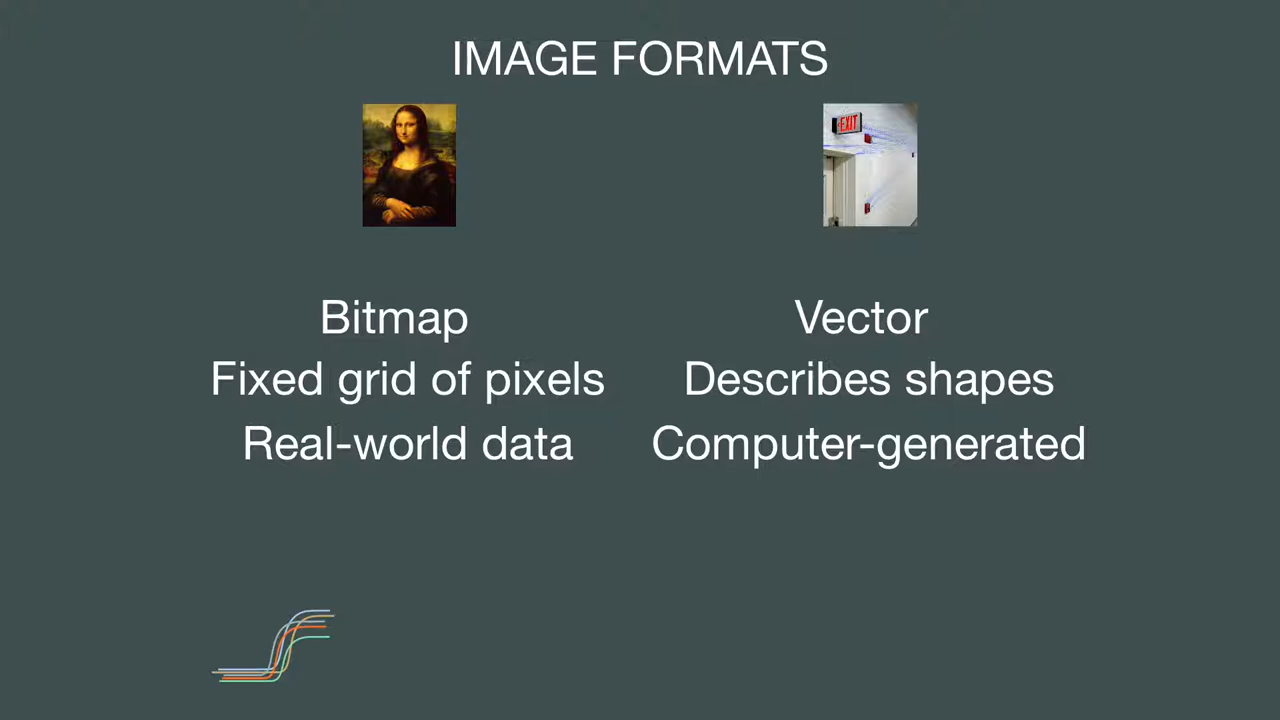 IMAGE FORMATS
EXIT
Bitmap
Vector
Fixed grid of pixels
Describes shapes
Real-world data
Computer-generated